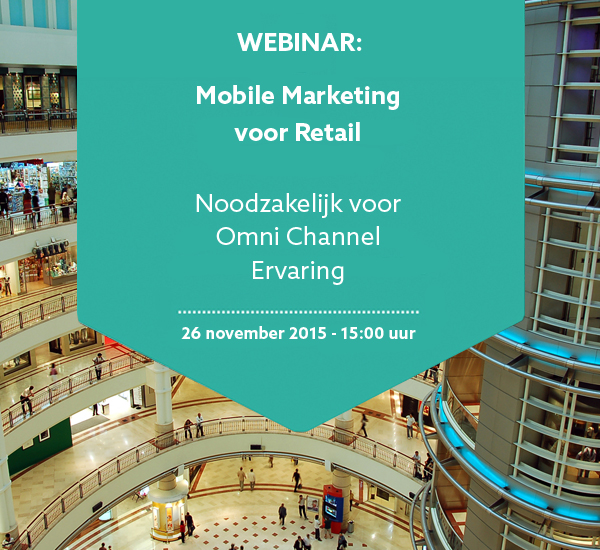 WEBINAR:
Mobile Marketing
voor Retail
Noodzakelijk voor
Omni Channel
Ervaring
26 november 2015 - 15:00 uur